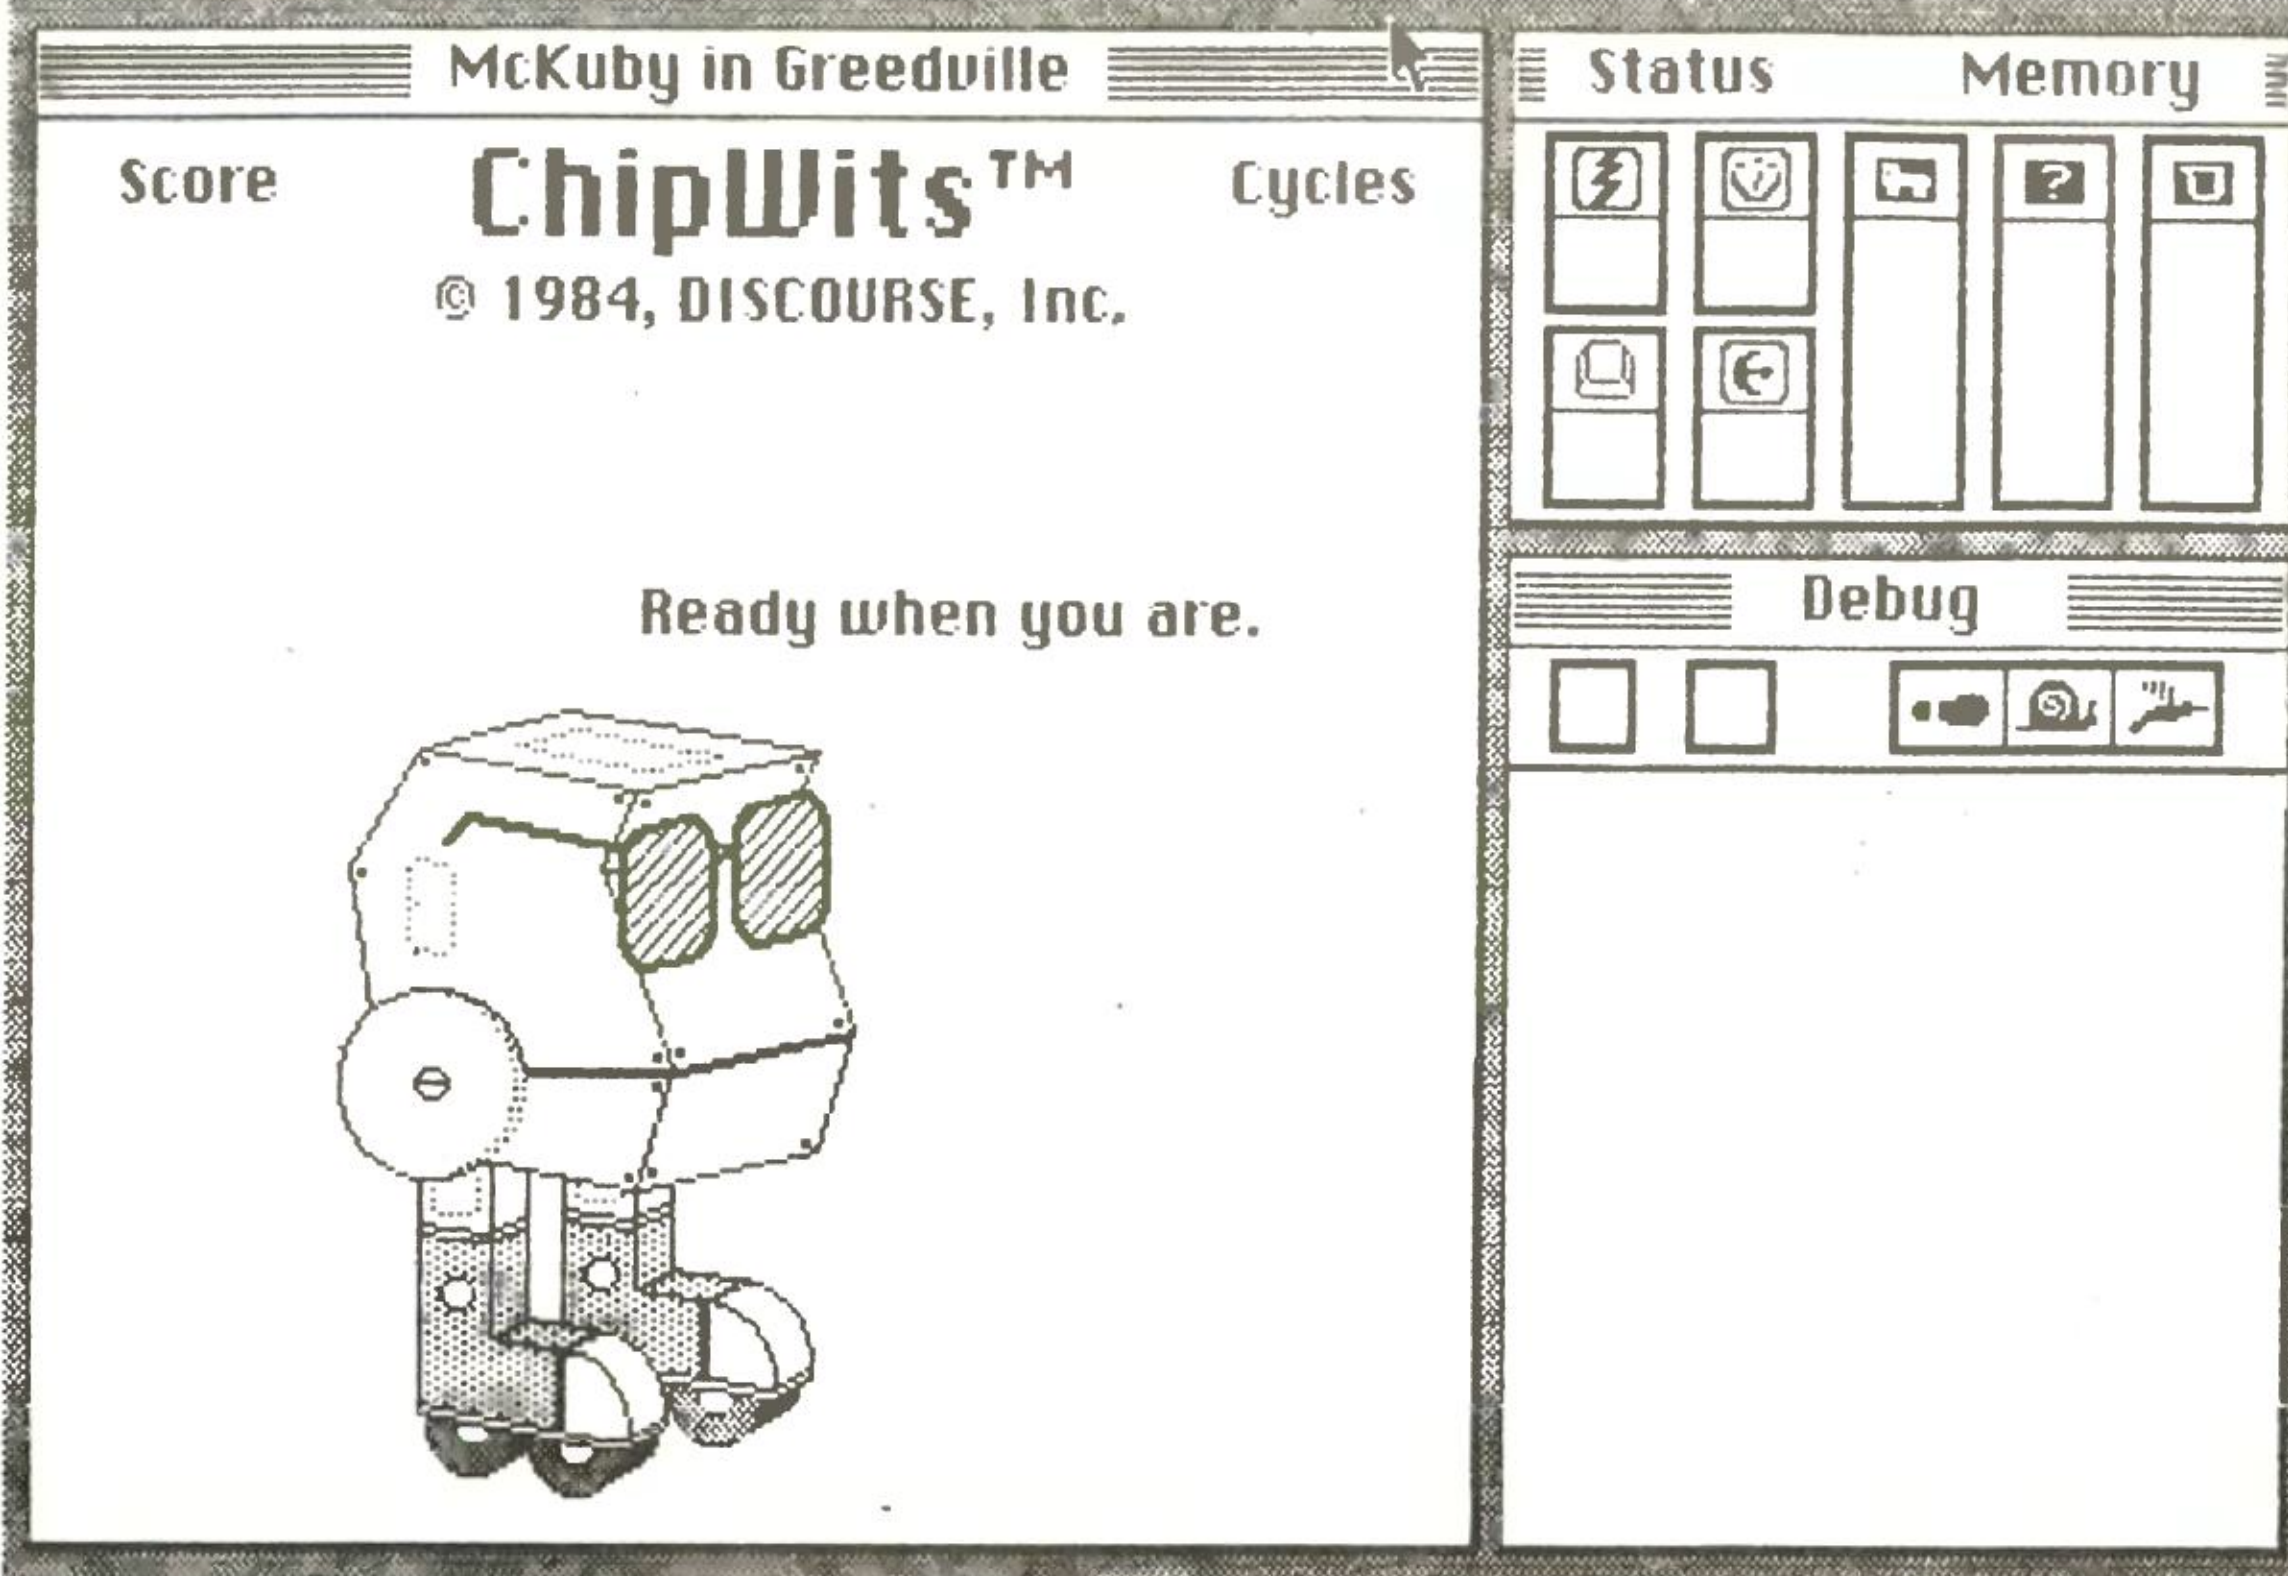 McKuby in Greedville
Score
ChipWits™
Cycles
© 1984, DISCOURSE, Inc.
Ready when you are.
Status
Memory
?
Debug